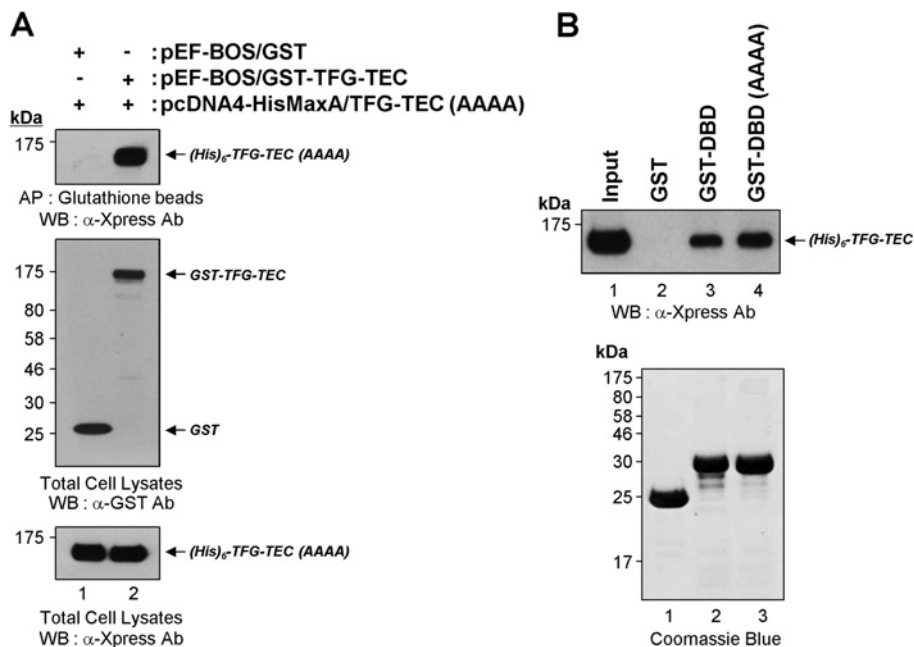 A
+ - : pEF-BOS/GST
- + : pEF-BOS/GST-TFG-TEC
+ + : pcDNA4-HisMaxA/TFG-TEC (AAAA)
kDa
175
(His)6-TFG-TEC (AAAA)
AP : Glutathione beads
WB : α-Xpress Ab
175
GST-TFG-TEC
80
58
46
30
25
GST
Total Cell Lysates
WB : α-GST Ab
175
(His)6-TFG-TEC (AAAA)
1 2
Total Cell Lysates
WB : α-Xpress Ab
B
Input
GST
GST-DBD
GST-DBD (AAAA)
kDa
175
(His)6-TFG-TEC
1 2 3 4
WB : α-Xpress Ab
kDa
175
80
58
46
30
25
17
1 2 3
Coomassie Blue